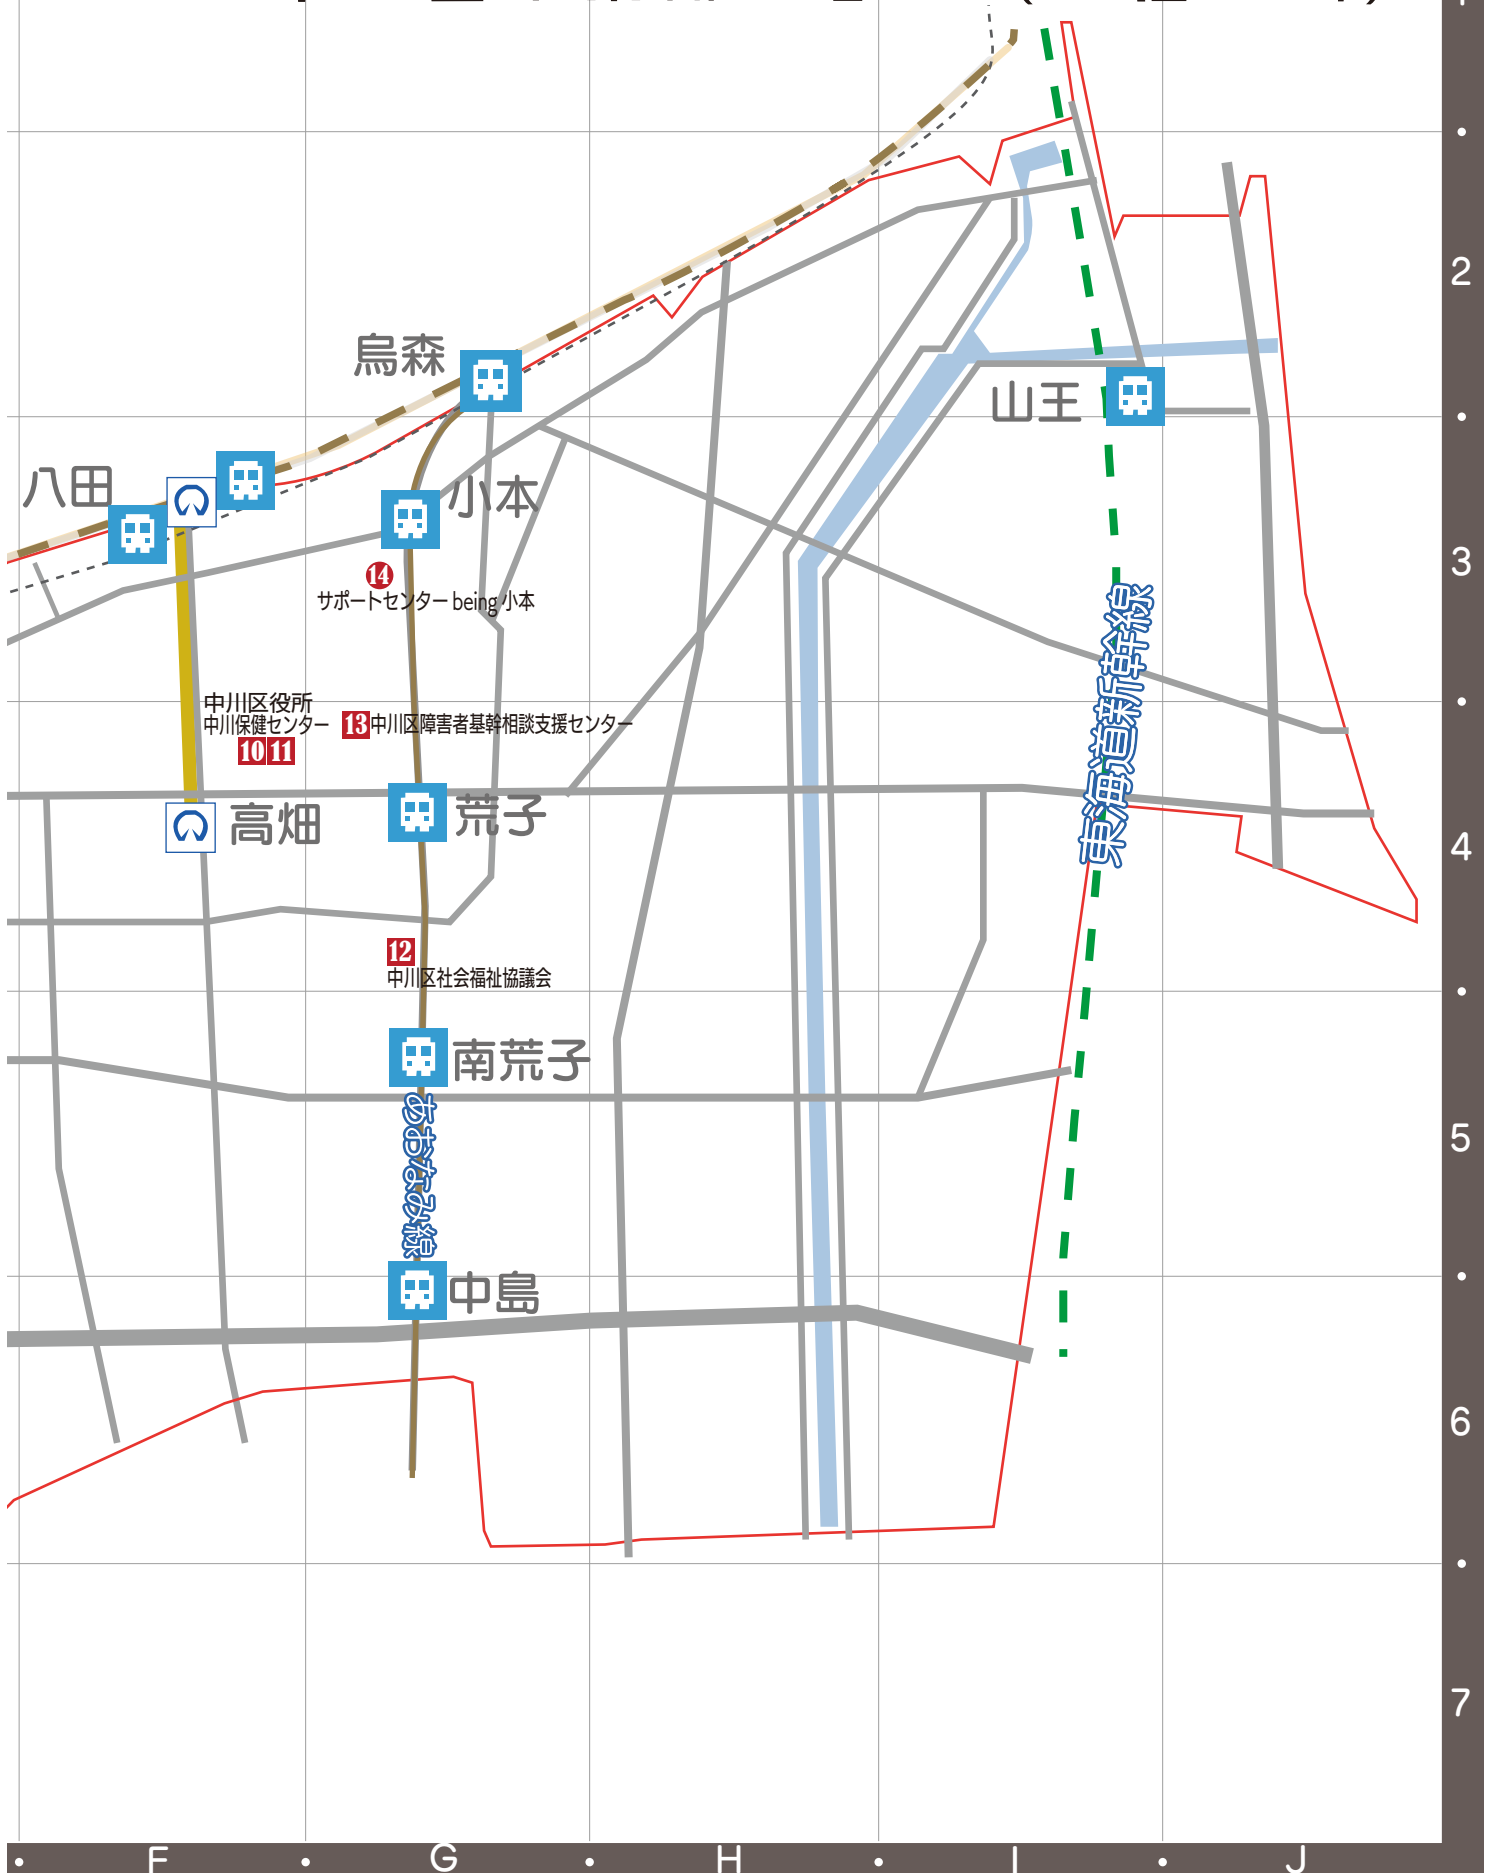 2
烏森
山王
八田
小本
3
14
サポートセンター being 小本
東海道新幹線
中川区役所
中川保健センター
10 11
13 中川区障害者基幹相談支援センター
高畑
荒子
4
12
中川区社会福祉協議会
南荒子
あおなみ線
5
中島
6
7
F G H I J